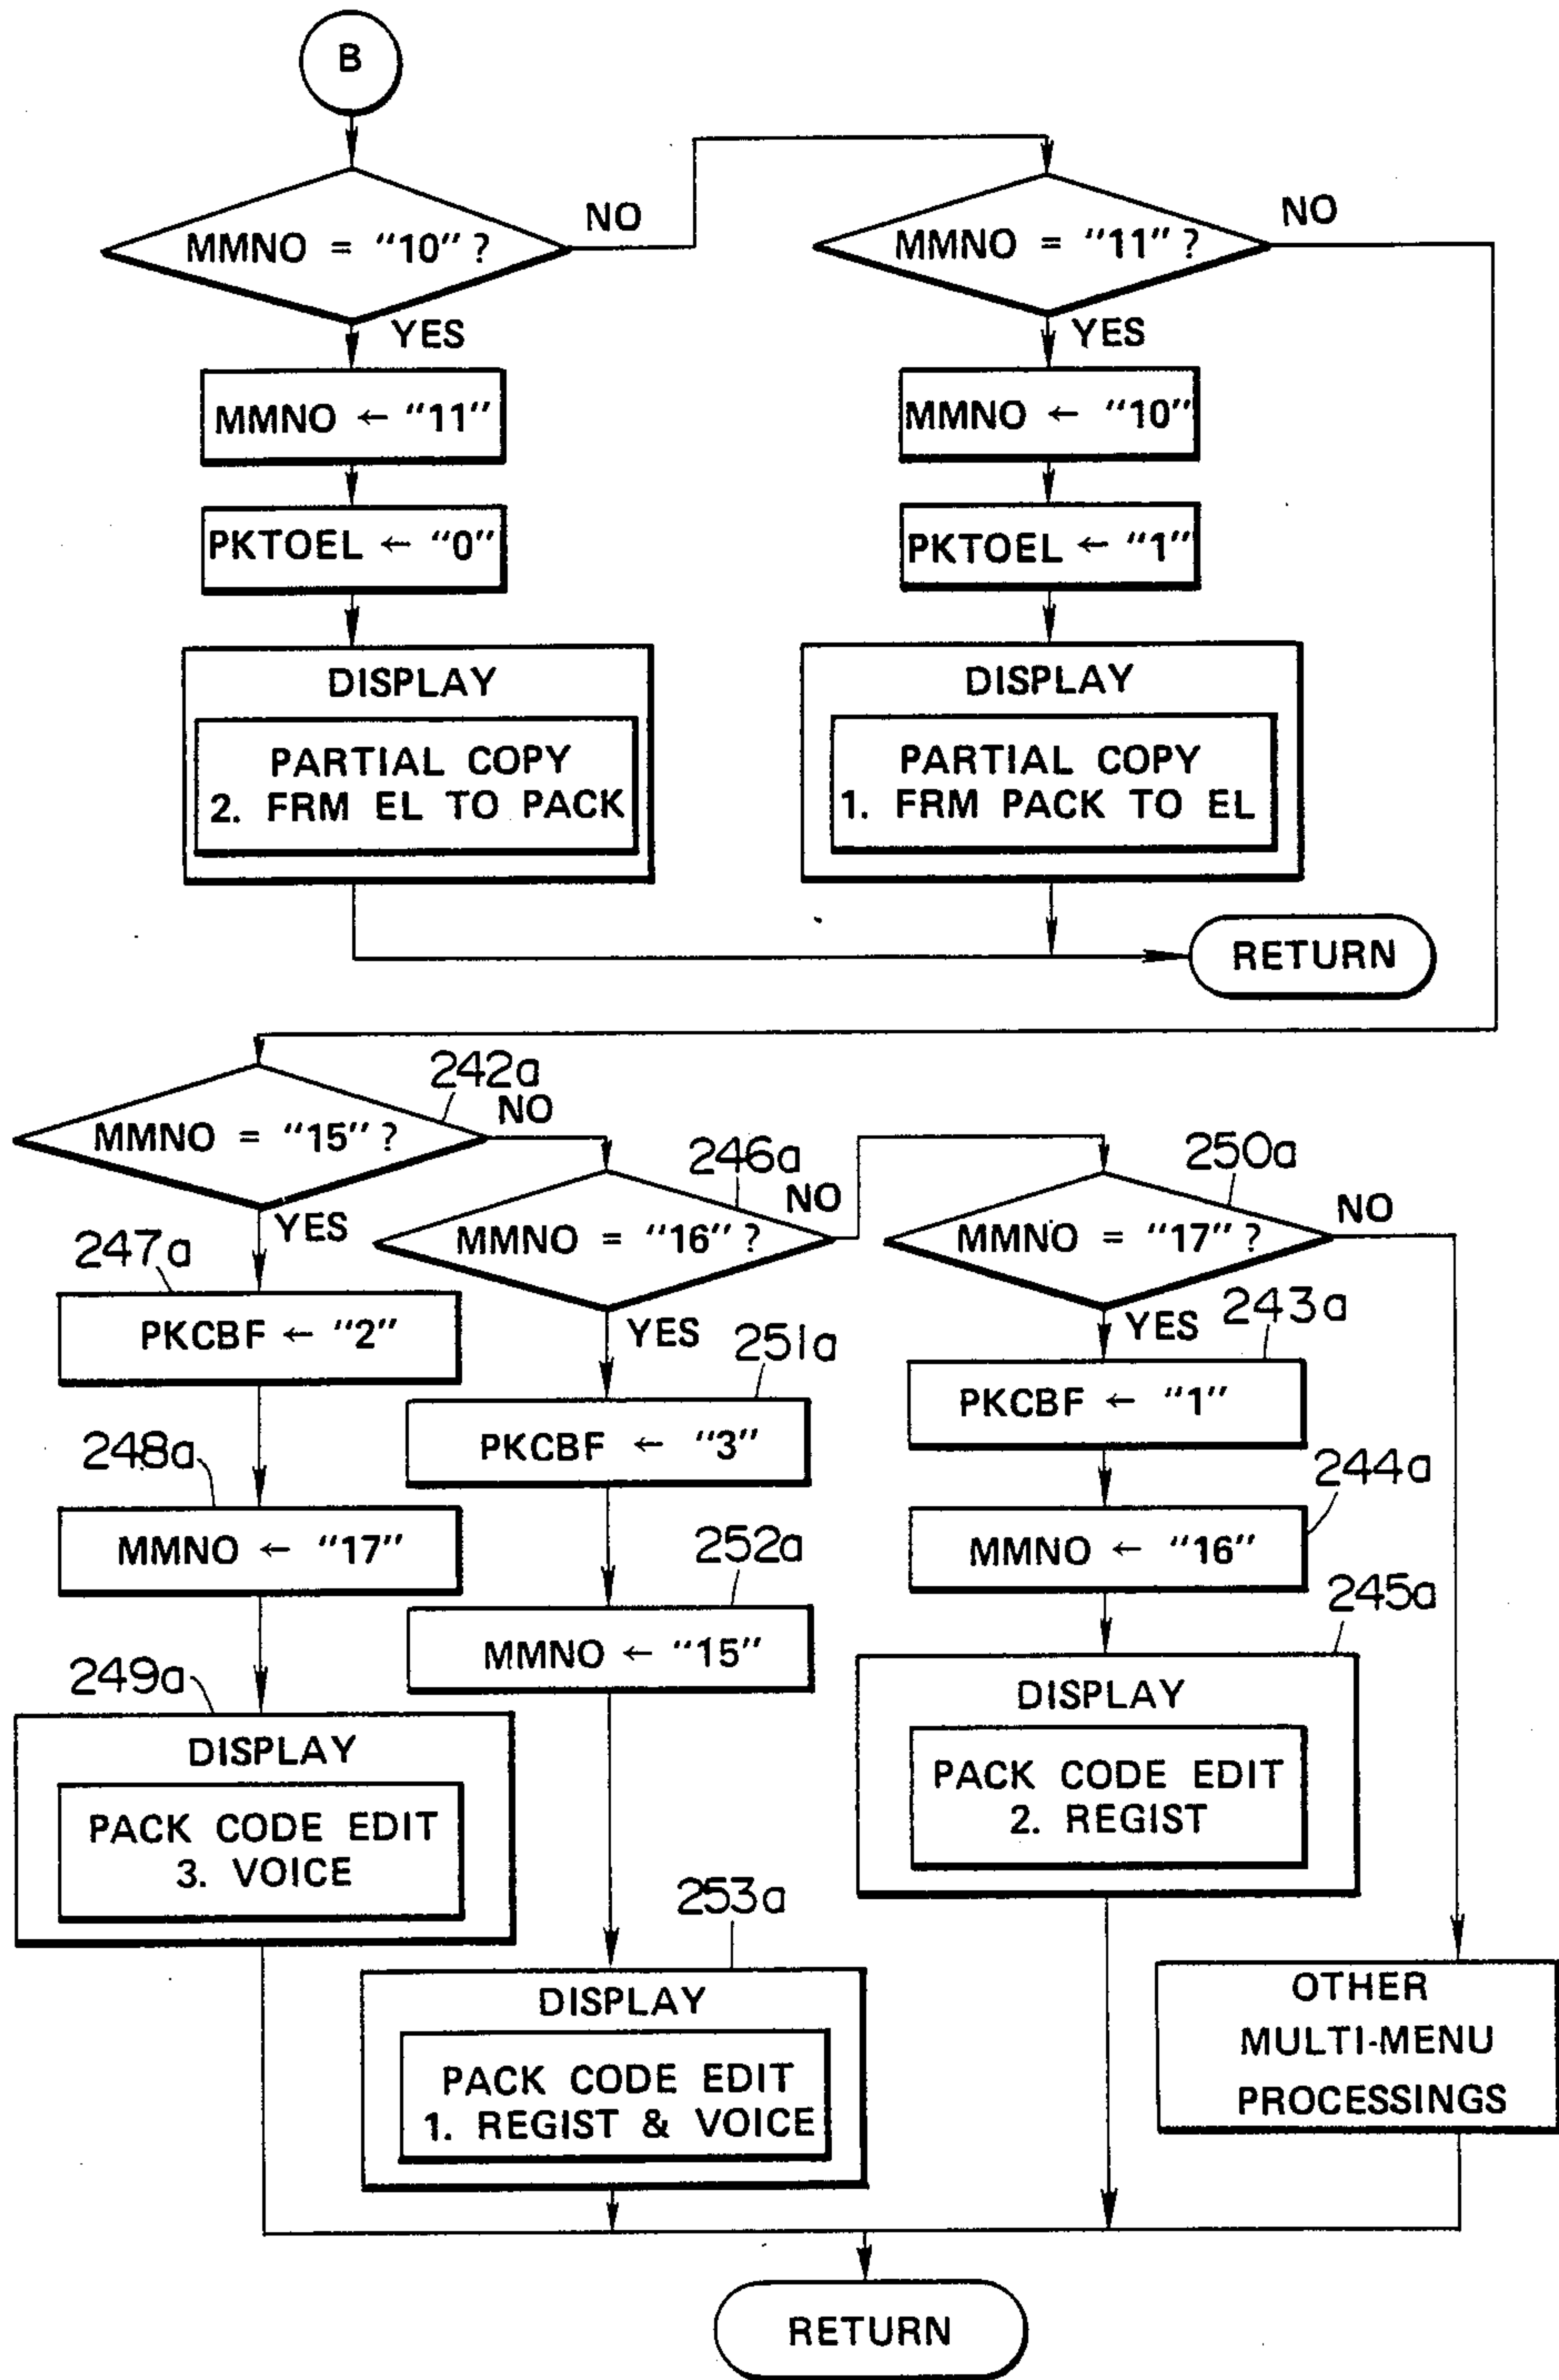 B
MMNO = "10"?
NO
YES
MMNO ← "11"
PKTOEL ← "0"
DISPLAY
PARTIAL COPY
2. FRM EL TO PACK
MMNO = "11"?
NO
YES
MMNO ← "10"
PKTOEL ← "1"
DISPLAY
PARTIAL COPY
1. FRM PACK TO EL
RETURN
242a
MMNO = "15"?
NO
YES
247a
PKCBF ← "2"
248a
MMNO ← "17"
249a
DISPLAY
PACK CODE EDIT
3. VOICE
246a
MMNO = "16"?
NO
YES
251a
PKCBF ← "3"
252a
MMNO ← "15"
253a
DISPLAY
PACK CODE EDIT
1. REGIST & VOICE
250a
MMNO = "17"?
NO
YES
243a
PKCBF ← "1"
244a
MMNO ← "16"
245a
DISPLAY
PACK CODE EDIT
2. REGIST
OTHER
MULTI-MENU
PROCESSINGS
RETURN